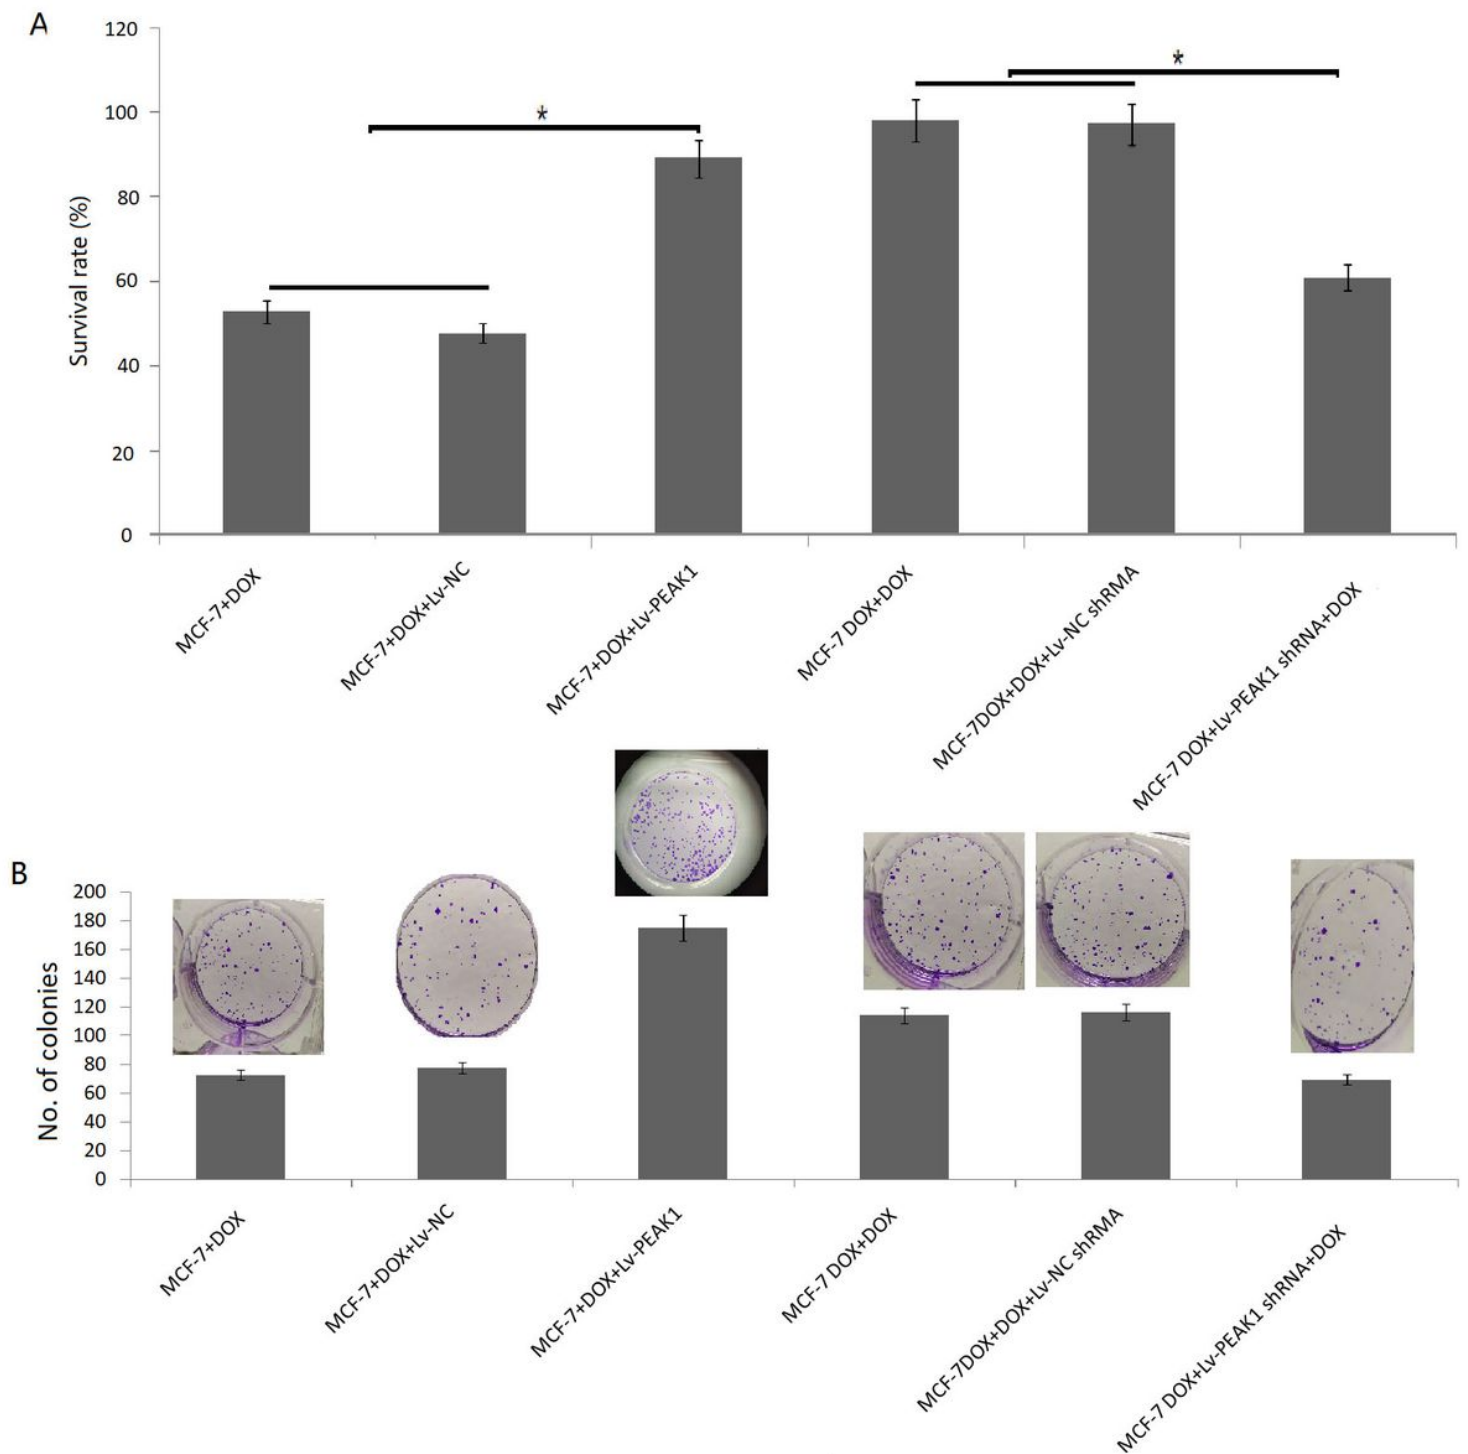 A
120
100
80
60
40
20
0
Survival rate (%)
*
*
MCF-7+DOX
MCF-7+DOX+Lv-NC
MCF-7+DOX+Lv-PEAK1
MCF-7 DOX+DOX
MCF-7DOX+DOX+Lv-NC shRMA
MCF-7 DOX+Lv-PEAK1 shRNA+DOX
B
200
180
160
140
120
100
80
60
40
20
0
No. of colonies
MCF-7+DOX
MCF-7+DOX+Lv-NC
MCF-7+DOX+Lv-PEAK1
MCF-7 DOX+DOX
MCF-7DOX+DOX+Lv-NC shRMA
MCF-7 DOX+Lv-PEAK1 shRNA+DOX